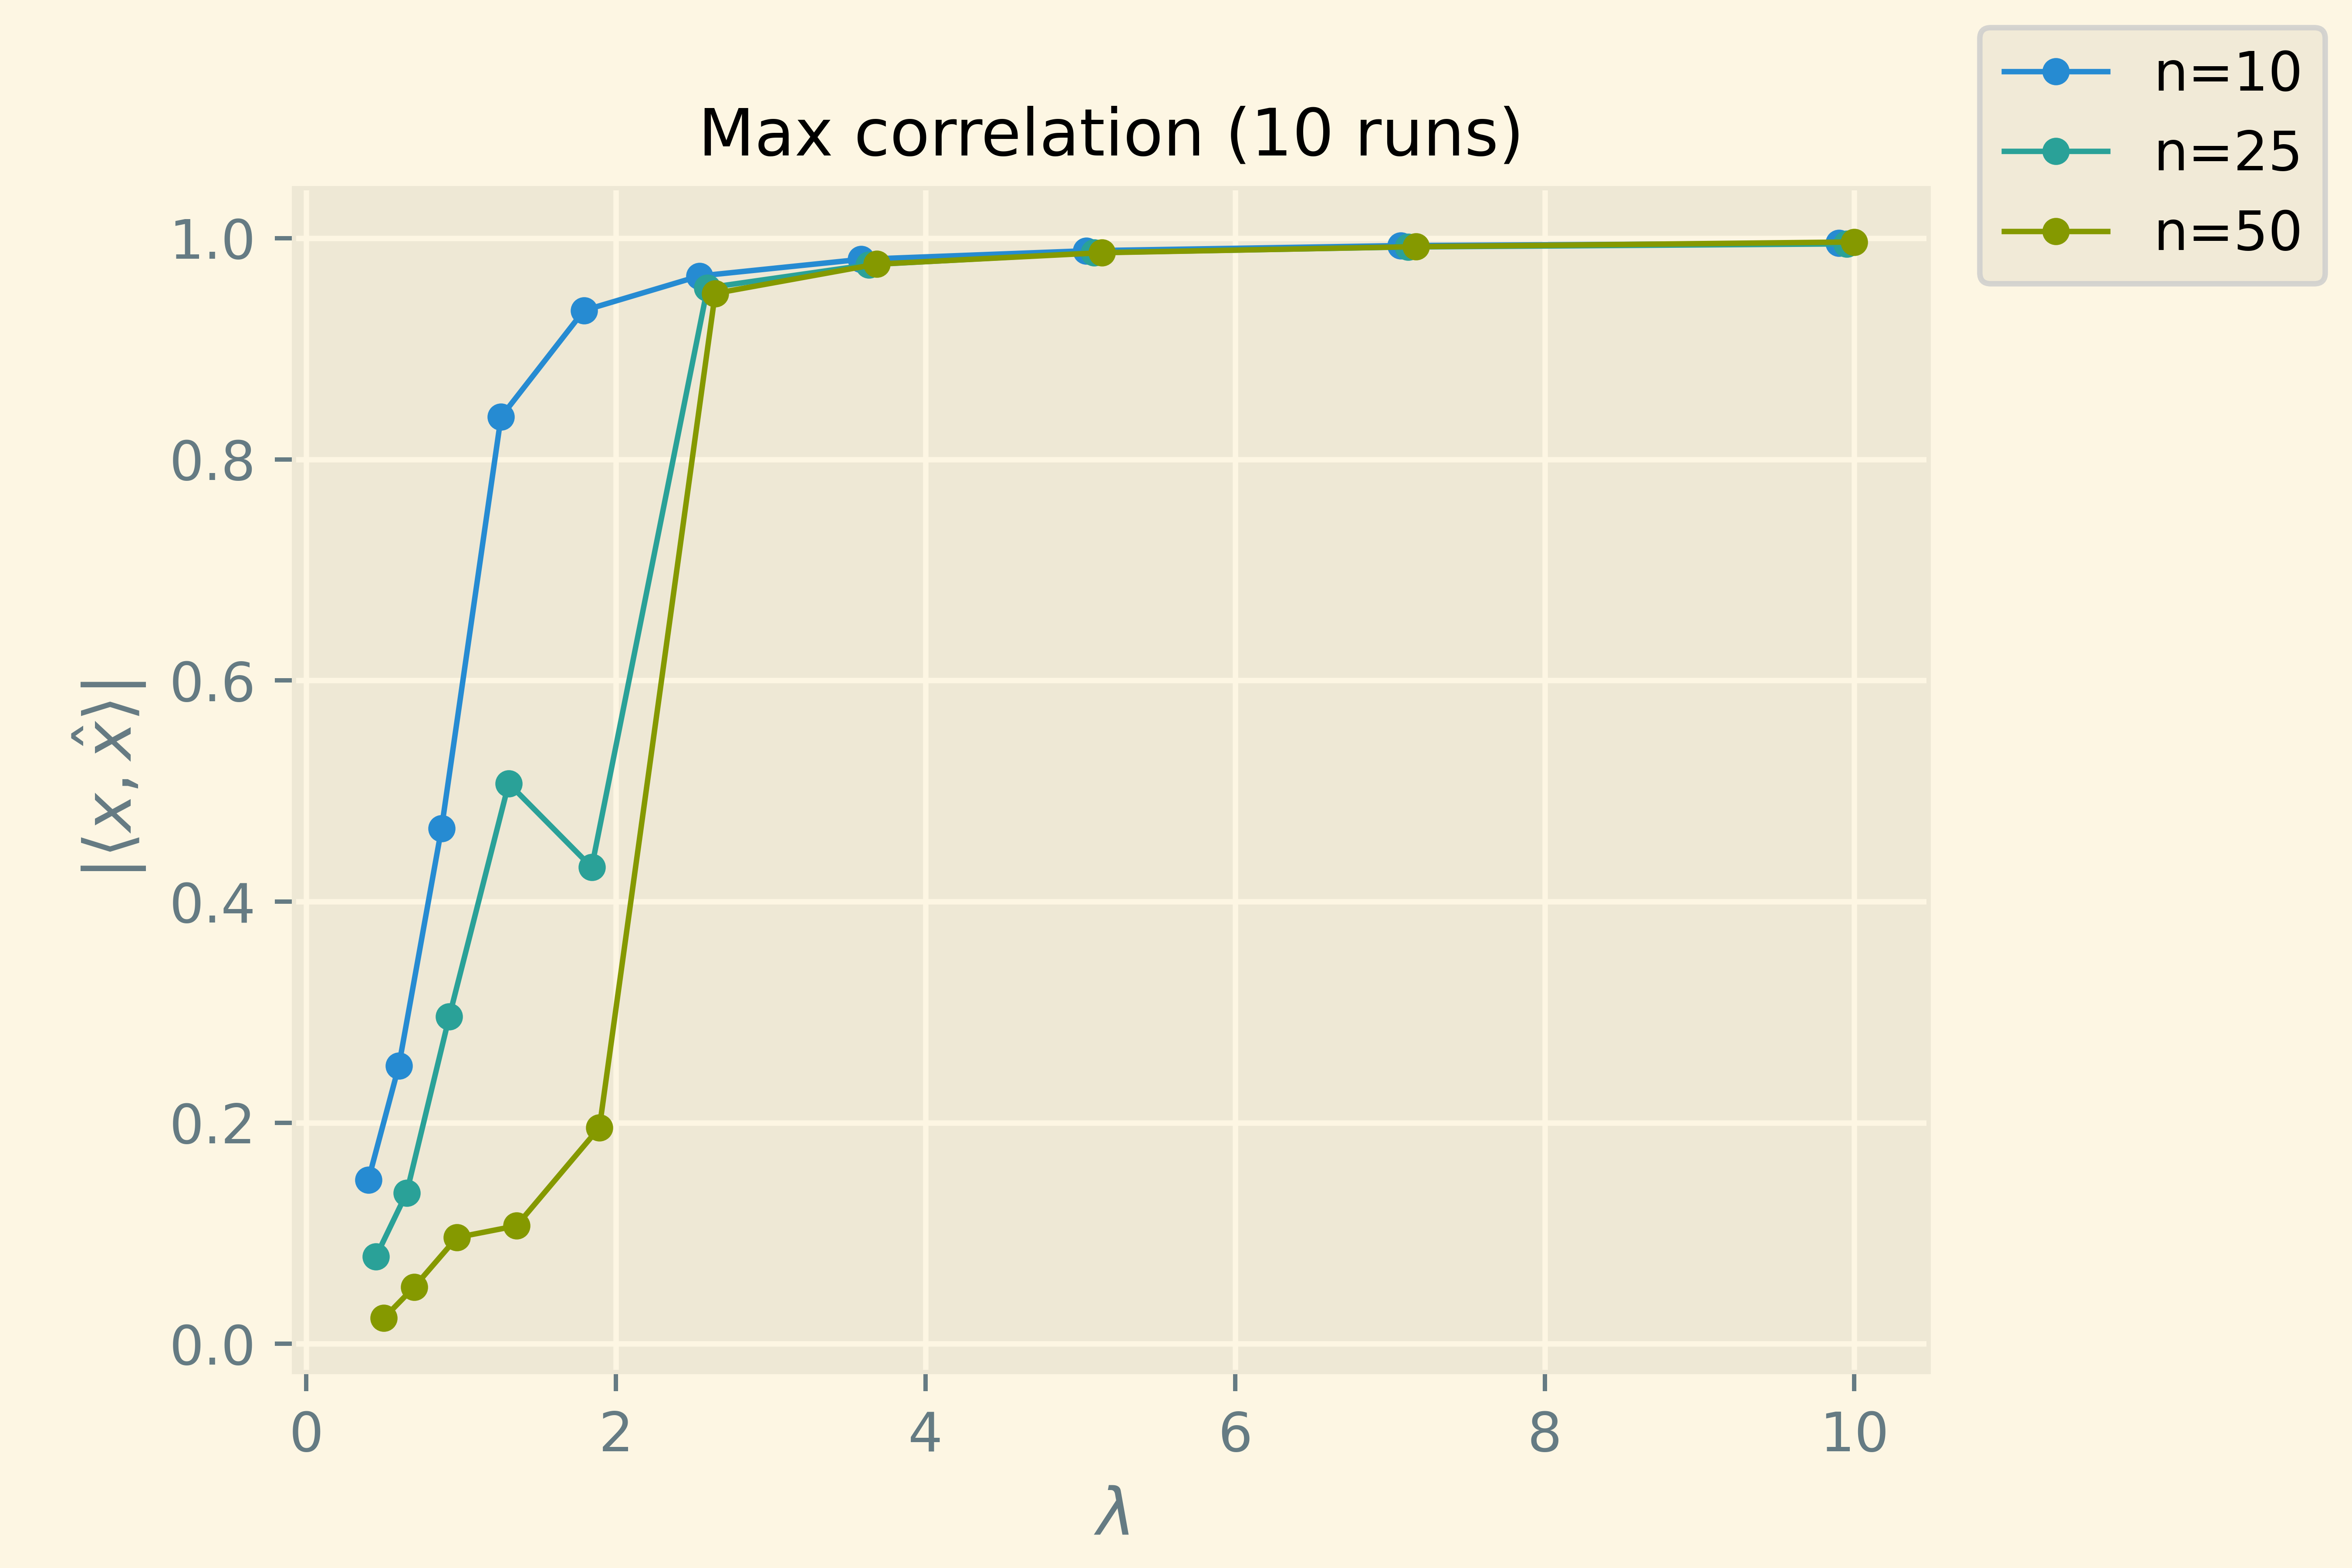 Max correlation (10 runs)
n=10
n=25
n=50
1.0
0.8
0.6
0.4
0.2
0.0
|⟨x, x̂⟩|
0 2 4 6 8 10
λ